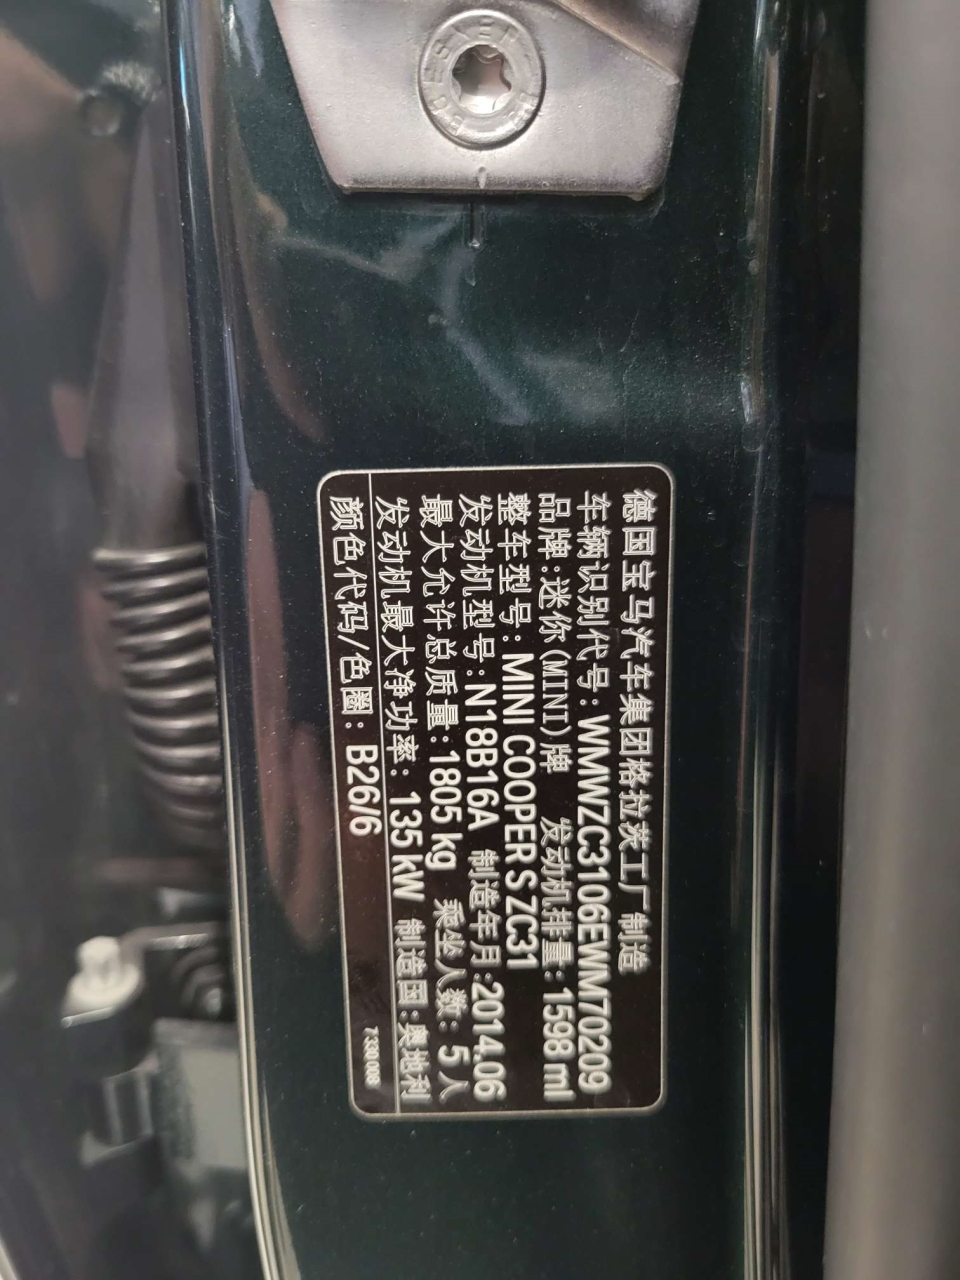 德国宝马汽车集团格拉茨工厂 制造
车辆识别代号：WMWZC3106EWM70209
品牌:迷你(MINI)牌 发动机排量：1598 ml
整车型号：MINI COOPER S ZC31
发动机型号：N18B16A 制造年月:2014.06
最大允许总质量：1805 kg 乘坐人数：5人
发动机最大净功率：135 kW 制造国:奥地利
颜色代码/色圈：B26/6
7 330 008